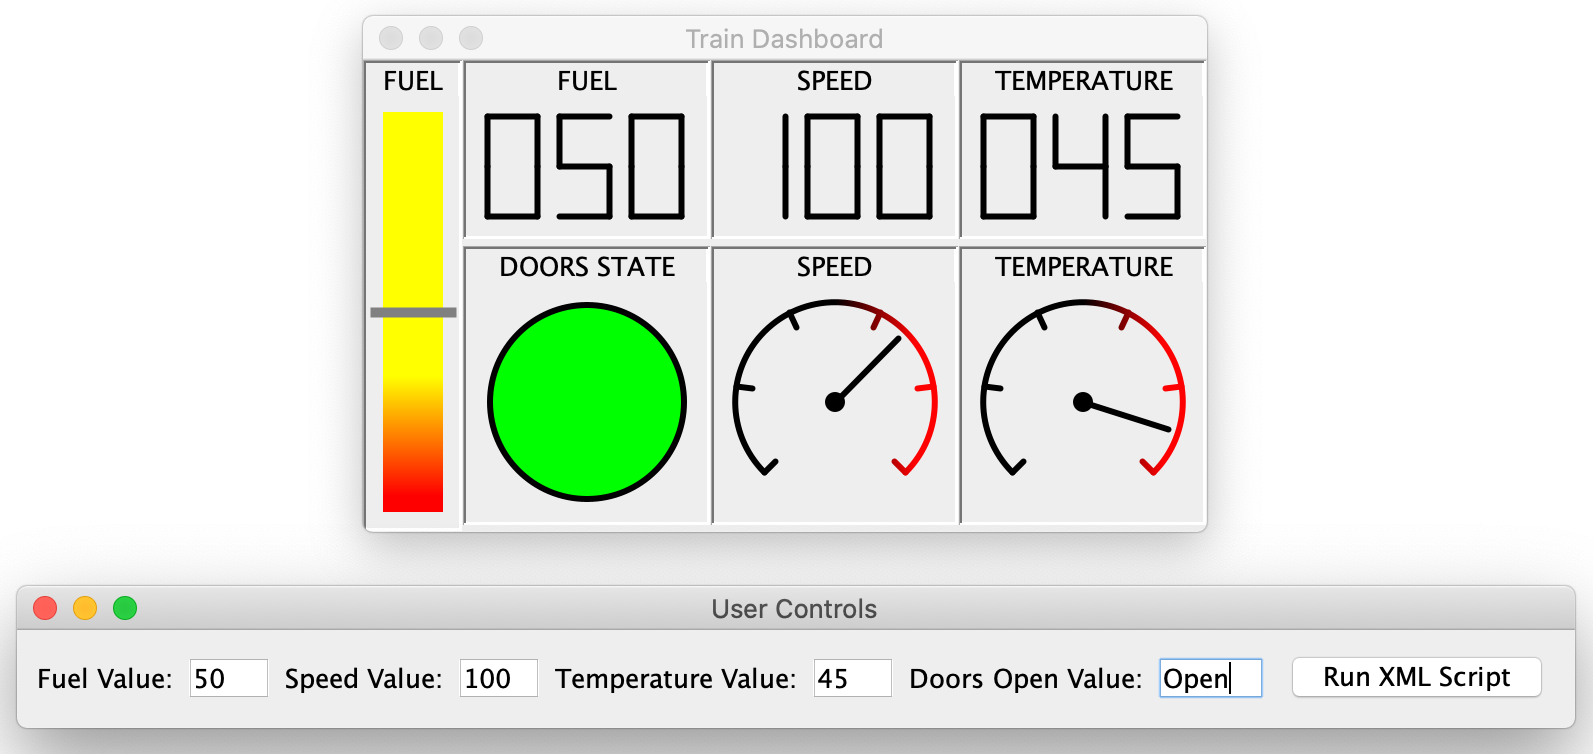 Train Dashboard
FUEL FUEL SPEED TEMPERATURE
050 100 045
DOORS STATE SPEED TEMPERATURE
User Controls
Fuel Value: 50 Speed Value: 100 Temperature Value: 45 Doors Open Value: Open Run XML Script